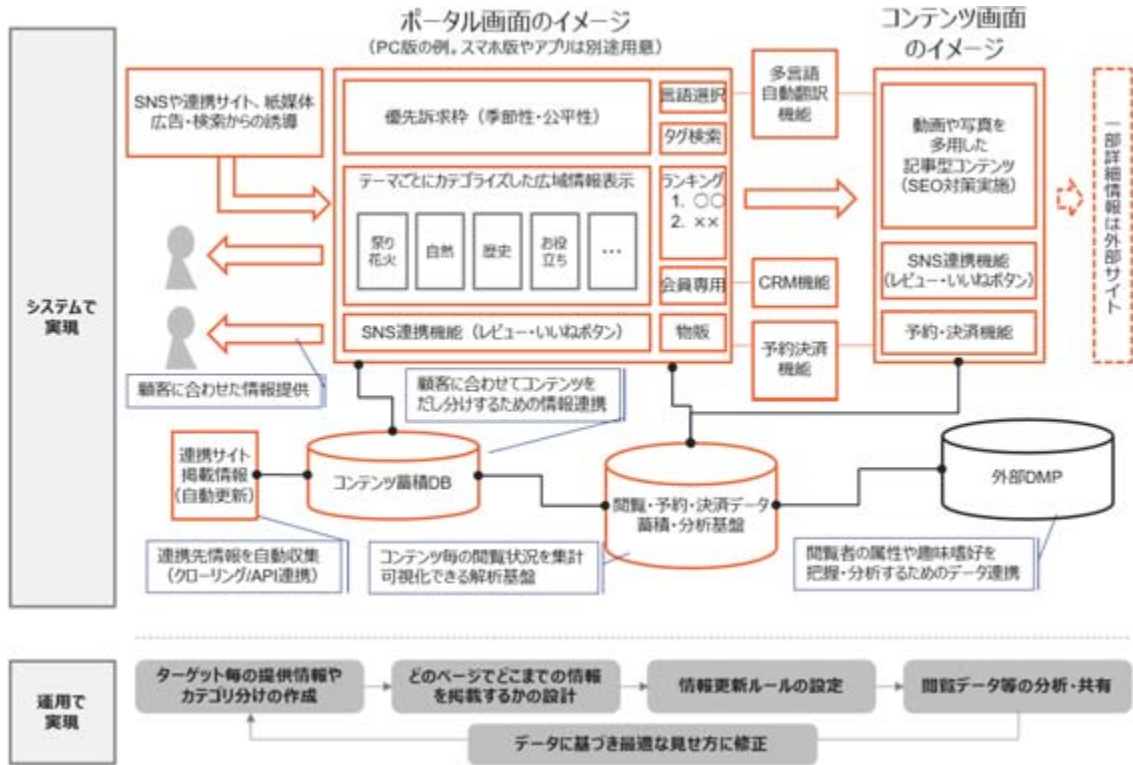 ポータル画面のイメージ
(PC版の例。スマホ版やアプリは別途用意)
コンテンツ画面
のイメージ
システムで
実現
SNSや連携サイト、紙媒体
広告・検索からの誘導
優先訴求枠(季節性・公平性)
言語選択
タグ検索
多言語
自動翻訳
機能
テーマごとにカテゴライズした広域情報表示
祭り
花火
自然
歴史
お役
立ち
…
ランキング
1. ○○
2. ××
会員専用
CRM機能
SNS連携機能(レビュー・いいねボタン)
物販
予約決済
機能
動画や写真を
多用した
記事型コンテンツ
(SEO対策実施)
SNS連携機能
(レビュー・いいねボタン)
予約・決済機能
一部詳細情報は外部サイト
顧客に合わせた情報提供
顧客に合わせてコンテンツを
だし分けするための情報連携
連携サイト
掲載情報
(自動更新)
コンテンツ蓄積DB
閲覧・予約・決済データ
蓄積・分析基盤
外部DMP
連携先情報を自動収集
(クローリング/API連携)
コンテンツ毎の閲覧状況を集計
可視化できる解析基盤
閲覧者の属性や趣味嗜好を
把握・分析するためのデータ連携
運用で
実現
ターゲット毎の提供情報や
カテゴリ分けの作成
どのページでどこまでの情報
を掲載するかの設計
情報更新ルールの設定
閲覧データ等の分析・共有
データに基づき最適な見せ方に修正